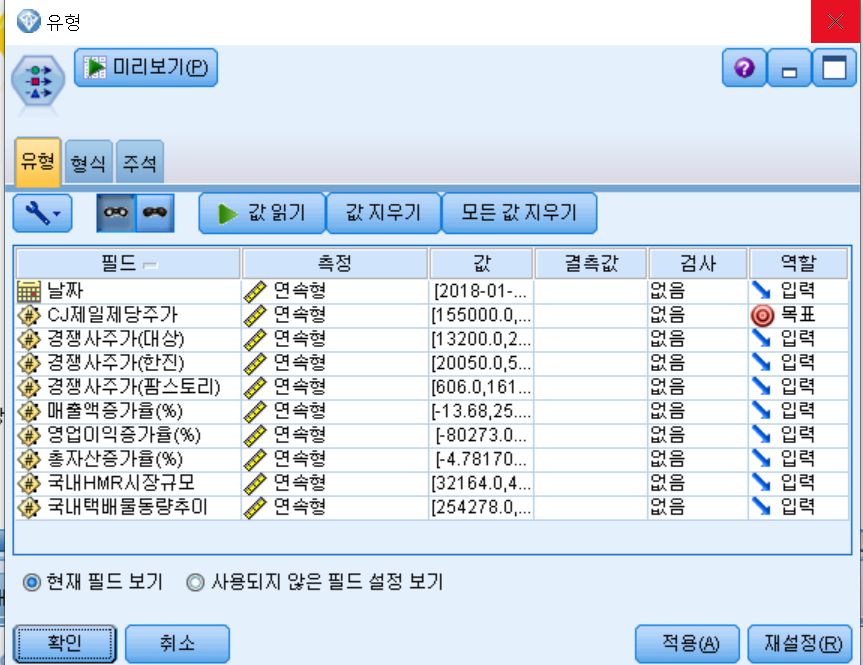 유형
미리보기(P)
유형 형식 주석
값 읽기 값 지우기 모든 값 지우기
필드 측정 값 결측값 검사 역할
날짜 연속형 [2018-01-... 없음 입력
CJ제일제당주가 연속형 [155000.0,... 없음 목표
경쟁사주가(대상) 연속형 [13200.0,2... 없음 입력
경쟁사주가(한진) 연속형 [20050.0,5... 없음 입력
경쟁사주가(팜스토리) 연속형 [606.0,161... 없음 입력
매출액증가율(%) 연속형 [-13.68,25.... 없음 입력
영업이익증가율(%) 연속형 [-80273.0... 없음 입력
총자산증가율(%) 연속형 [-4.78170... 없음 입력
국내HMR시장규모 연속형 [32164.0,4... 없음 입력
국내택배물동량추이 연속형 [254278.0,... 없음 입력
현재 필드 보기 사용되지 않은 필드 설정 보기
확인 취소 적용(A) 재설정(R)